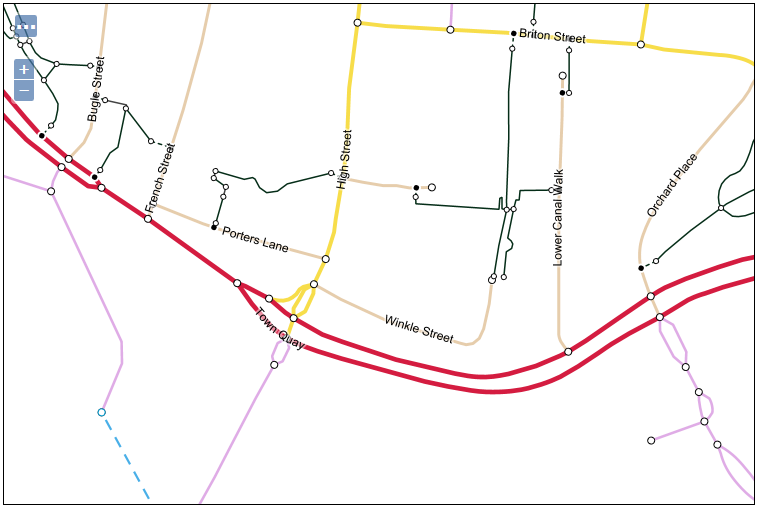 Briton Street
Bugle Street
High Street
French Street
Orchard Place
Lower Canal Walk
Porters Lane
Winkle Street
Town Quay
+
−